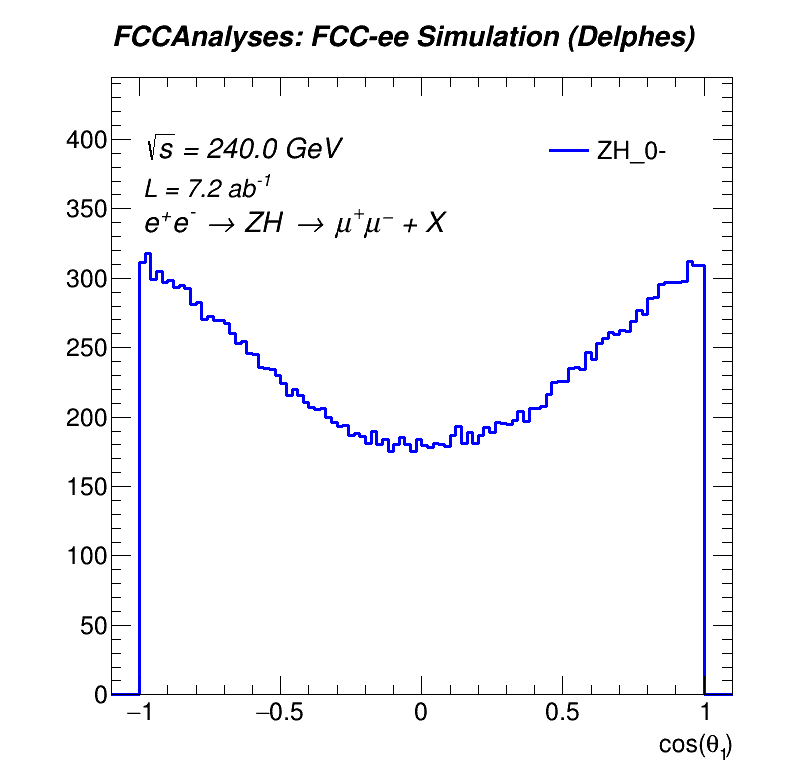 FCCAnalyses: FCC-ee Simulation (Delphes)
√s = 240.0 GeV
ZH_0-
L = 7.2 ab⁻¹
e⁺e⁻ → ZH → μ⁺μ⁻ + X
400
350
300
250
200
150
100
50
0
−1 −0.5 0 0.5 1
cos(θ₁)